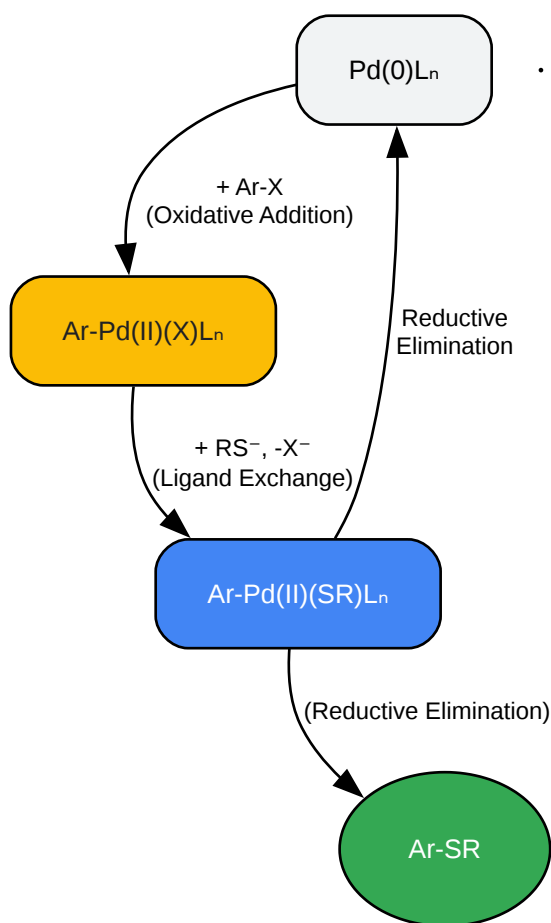 Pd(0)Lₙ
.
+ Ar-X
(Oxidative Addition)
Ar-Pd(II)(X)Lₙ
Reductive
Elimination
+ RS⁻, -X⁻
(Ligand Exchange)
Ar-Pd(II)(SR)Lₙ
(Reductive Elimination)
Ar-SR